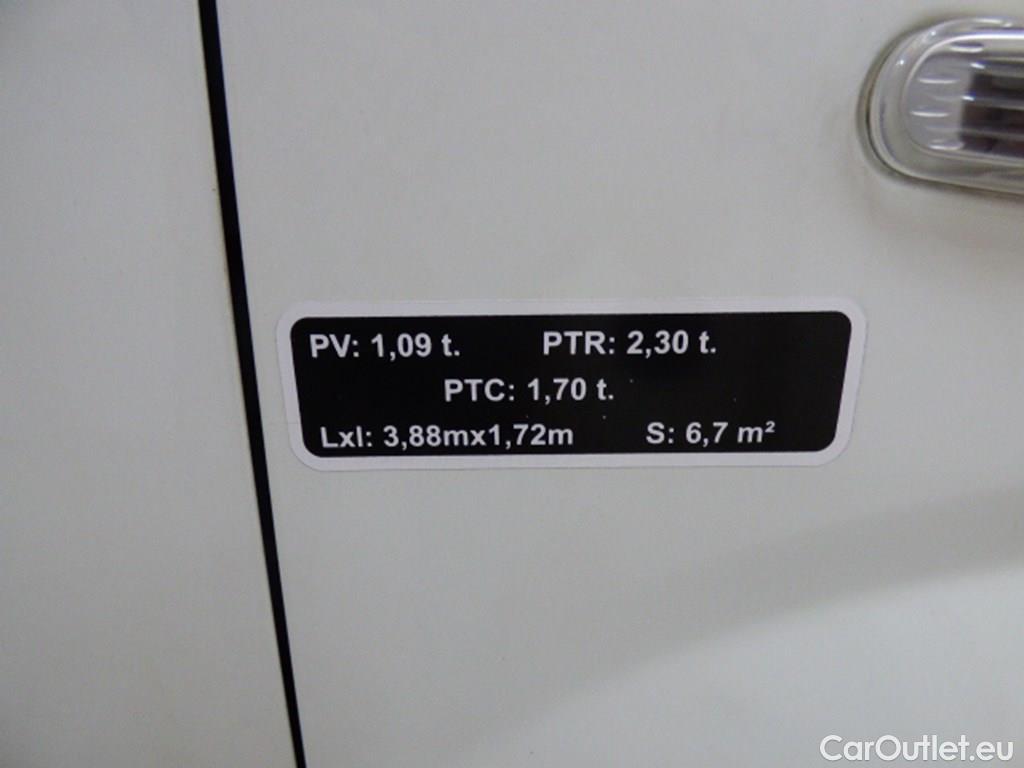 PV: 1,09 t. PTR: 2,30 t.
PTC: 1,70 t.
Lxl: 3,88mx1,72m S: 6,7 m²
CarOutlet.eu